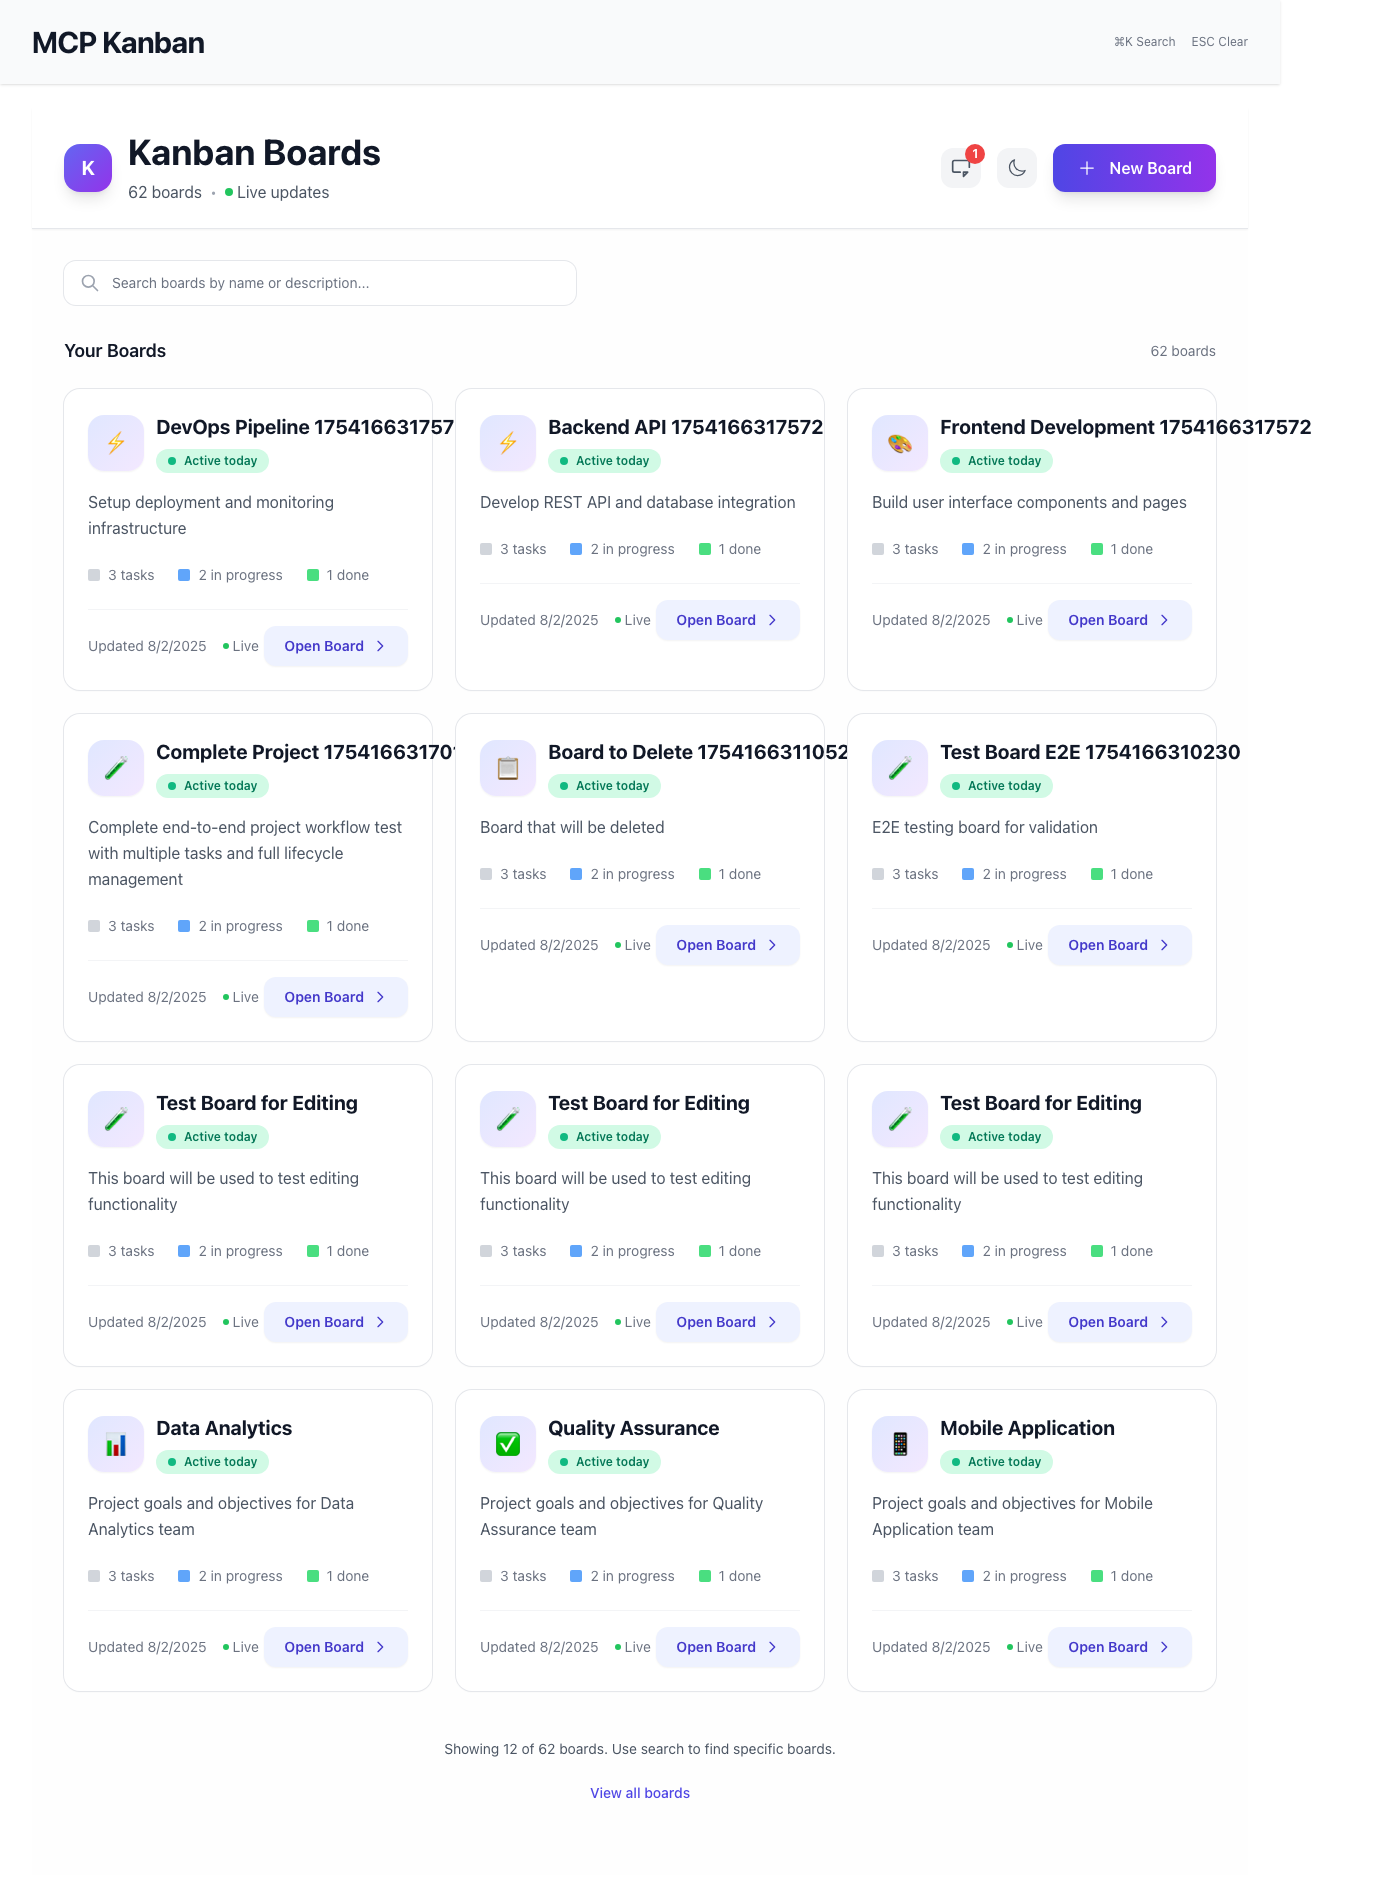 MCP Kanban
⌘K Search ESC Clear
K
Kanban Boards
62 boards • Live updates
1
New Board
Search boards by name or description...
Your Boards
62 boards
DevOps Pipeline 175416631757
Active today
Setup deployment and monitoring
infrastructure
3 tasks 2 in progress 1 done
Updated 8/2/2025 Live Open Board
Backend API 1754166317572
Active today
Develop REST API and database integration
3 tasks 2 in progress 1 done
Updated 8/2/2025 Live Open Board
Frontend Development 1754166317572
Active today
Build user interface components and pages
3 tasks 2 in progress 1 done
Updated 8/2/2025 Live Open Board
Complete Project 175416631701
Active today
Complete end-to-end project workflow test
with multiple tasks and full lifecycle
management
3 tasks 2 in progress 1 done
Updated 8/2/2025 Live Open Board
Board to Delete 1754166311052
Active today
Board that will be deleted
3 tasks 2 in progress 1 done
Updated 8/2/2025 Live Open Board
Test Board E2E 1754166310230
Active today
E2E testing board for validation
3 tasks 2 in progress 1 done
Updated 8/2/2025 Live Open Board
Test Board for Editing
Active today
This board will be used to test editing
functionality
3 tasks 2 in progress 1 done
Updated 8/2/2025 Live Open Board
Test Board for Editing
Active today
This board will be used to test editing
functionality
3 tasks 2 in progress 1 done
Updated 8/2/2025 Live Open Board
Test Board for Editing
Active today
This board will be used to test editing
functionality
3 tasks 2 in progress 1 done
Updated 8/2/2025 Live Open Board
Data Analytics
Active today
Project goals and objectives for Data
Analytics team
3 tasks 2 in progress 1 done
Updated 8/2/2025 Live Open Board
Quality Assurance
Active today
Project goals and objectives for Quality
Assurance team
3 tasks 2 in progress 1 done
Updated 8/2/2025 Live Open Board
Mobile Application
Active today
Project goals and objectives for Mobile
Application team
3 tasks 2 in progress 1 done
Updated 8/2/2025 Live Open Board
Showing 12 of 62 boards. Use search to find specific boards.
View all boards